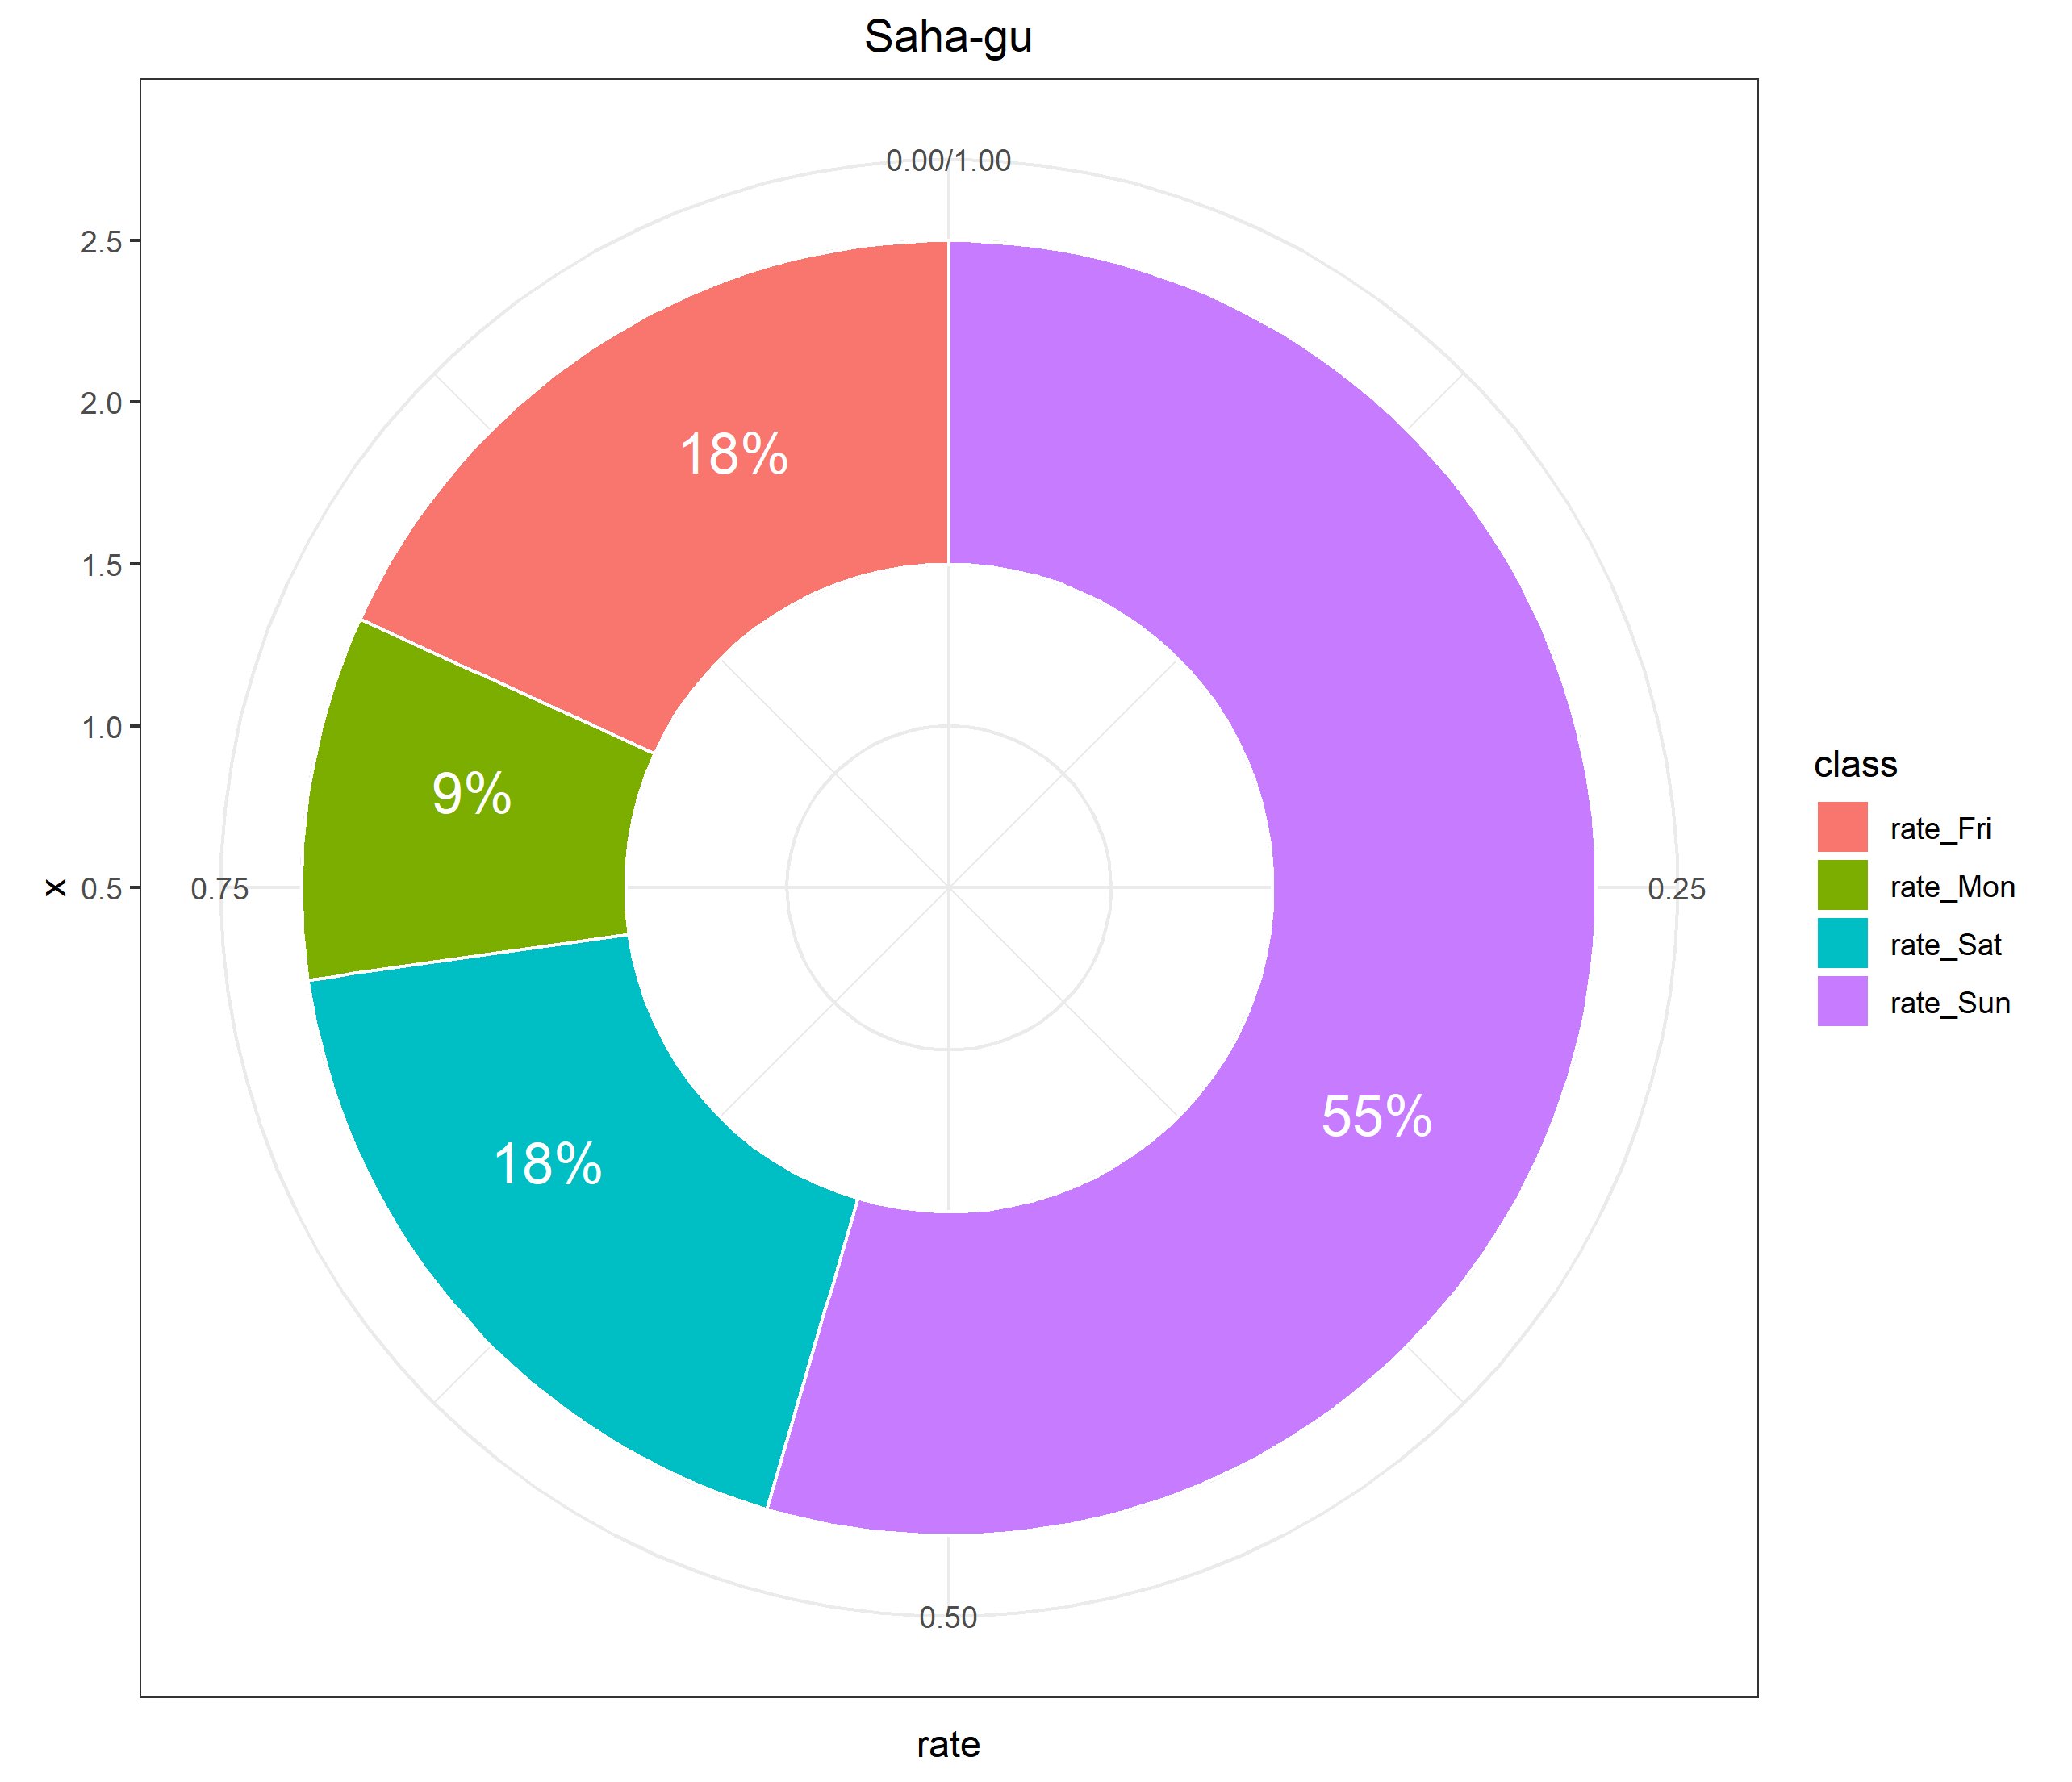 Saha-gu
0.00/1.00
2.5
2.0
18%
1.5
1.0
9%
x
0.5
0.75
0.25
55%
18%
0.50
rate
class
rate_Fri
rate_Mon
rate_Sat
rate_Sun